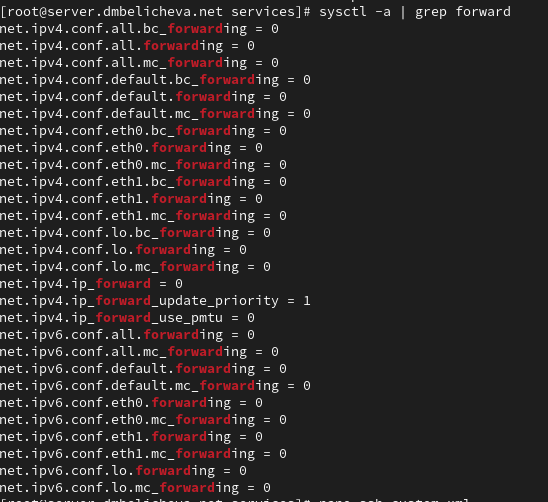 [root@server.dmbelicheva.net services]# sysctl -a | grep forward
net.ipv4.conf.all.bc_forwarding = 0
net.ipv4.conf.all.forwarding = 0
net.ipv4.conf.all.mc_forwarding = 0
net.ipv4.conf.default.bc_forwarding = 0
net.ipv4.conf.default.forwarding = 0
net.ipv4.conf.default.mc_forwarding = 0
net.ipv4.conf.eth0.bc_forwarding = 0
net.ipv4.conf.eth0.forwarding = 0
net.ipv4.conf.eth0.mc_forwarding = 0
net.ipv4.conf.eth1.bc_forwarding = 0
net.ipv4.conf.eth1.forwarding = 0
net.ipv4.conf.eth1.mc_forwarding = 0
net.ipv4.conf.lo.bc_forwarding = 0
net.ipv4.conf.lo.forwarding = 0
net.ipv4.conf.lo.mc_forwarding = 0
net.ipv4.ip_forward = 0
net.ipv4.ip_forward_update_priority = 1
net.ipv4.ip_forward_use_pmtu = 0
net.ipv6.conf.all.forwarding = 0
net.ipv6.conf.all.mc_forwarding = 0
net.ipv6.conf.default.forwarding = 0
net.ipv6.conf.default.mc_forwarding = 0
net.ipv6.conf.eth0.forwarding = 0
net.ipv6.conf.eth0.mc_forwarding = 0
net.ipv6.conf.eth1.forwarding = 0
net.ipv6.conf.eth1.mc_forwarding = 0
net.ipv6.conf.lo.forwarding = 0
net.ipv6.conf.lo.mc_forwarding = 0